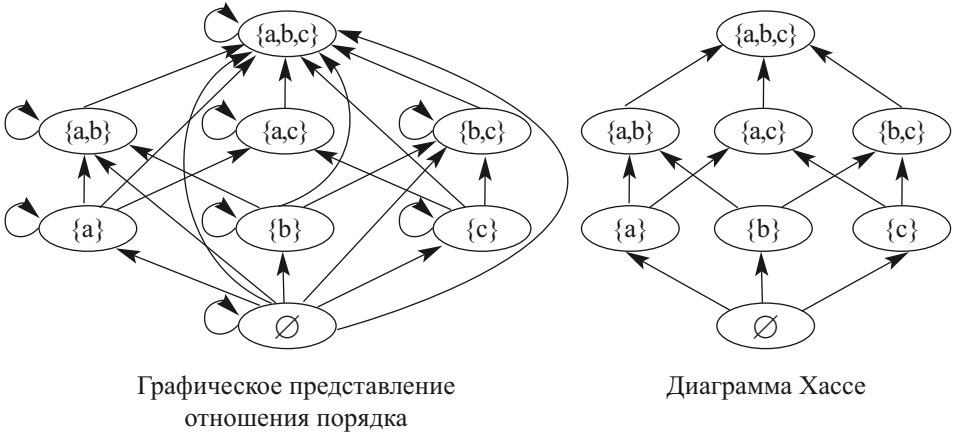 {a,b,c}
{a,b}
{a,c}
{b,c}
{a}
{b}
{c}
∅
Графическое представление
отношения порядка
{a,b,c}
{a,b}
{a,c}
{b,c}
{a}
{b}
{c}
∅
Диаграмма Хассе